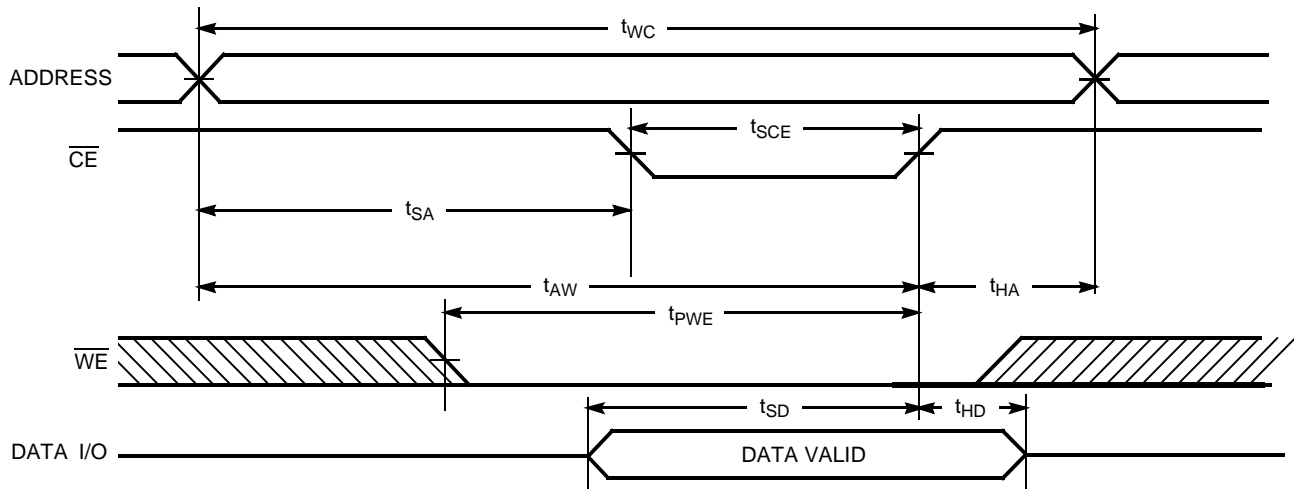 tWC
ADDRESS
tSCE
CE
tSA
tAW
tHA
tPWE
WE
tSD
tHD
DATA I/O
DATA VALID